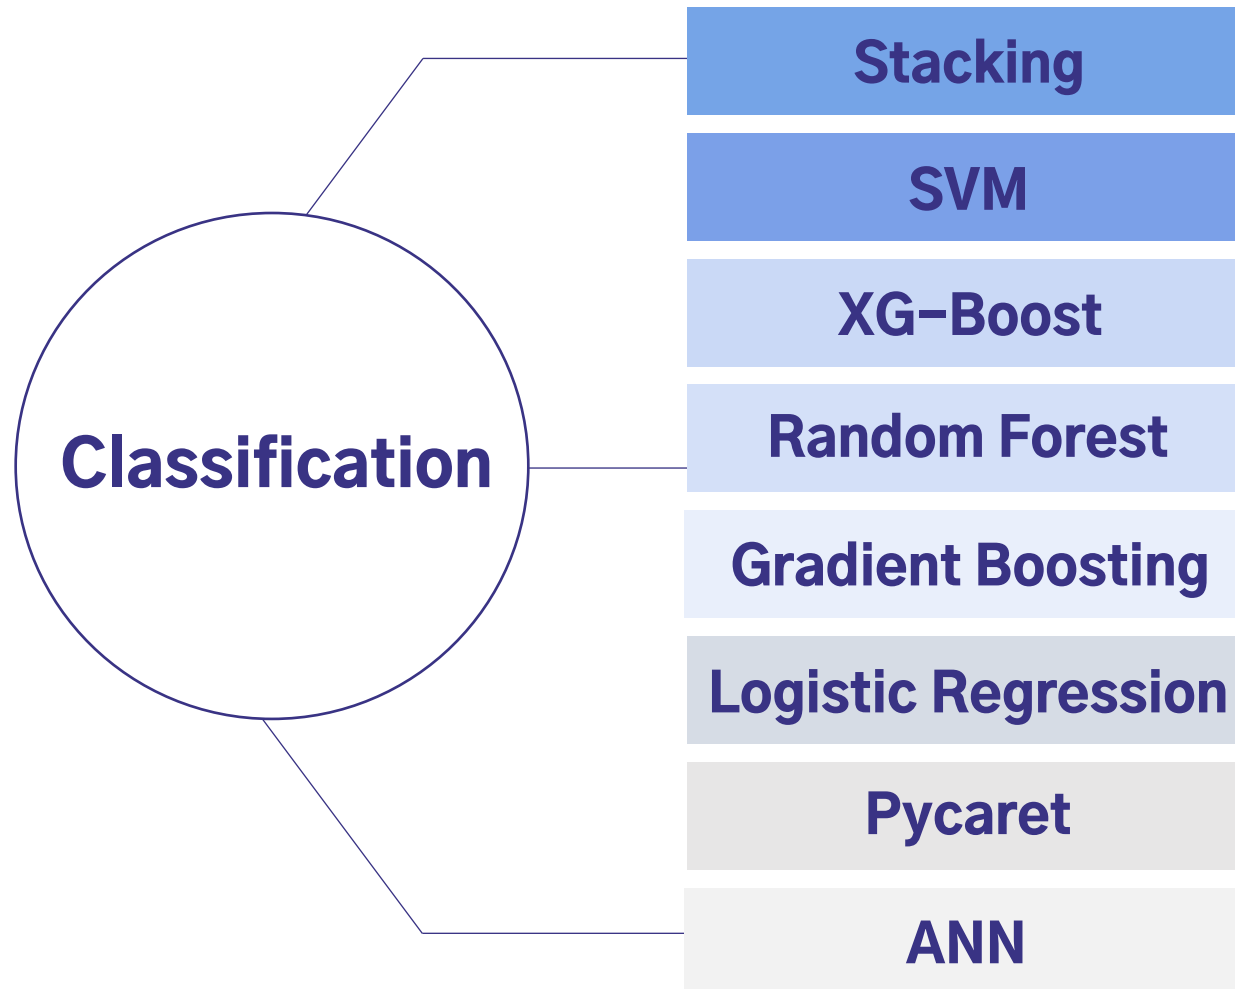 Stacking
SVM
XG-Boost
Random Forest
Classification
Gradient Boosting
Logistic Regression
Pycaret
ANN